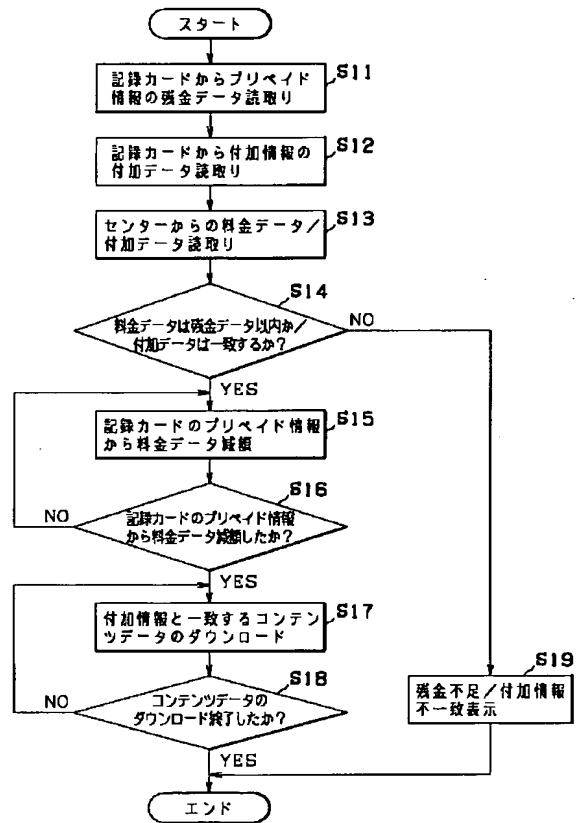 スタート
S11
記録カードからプリペイド
情報の残金データ読取り
S12
記録カードから付加情報の
付加データ読取り
S13
センターからの料金データ/
付加データ読取り
S14
料金データは残金データ以内か/
付加データは一致するか?
NO
YES
S15
記録カードのプリペイド情報
から料金データ減額
S16
記録カードのプリペイド情報
から料金データ減額したか?
NO
YES
S17
付加情報と一致するコンテン
ツデータのダウンロード
S18
コンテンツデータの
ダウンロード終了したか?
NO
YES
S19
残金不足/付加情報
不一致表示
エンド